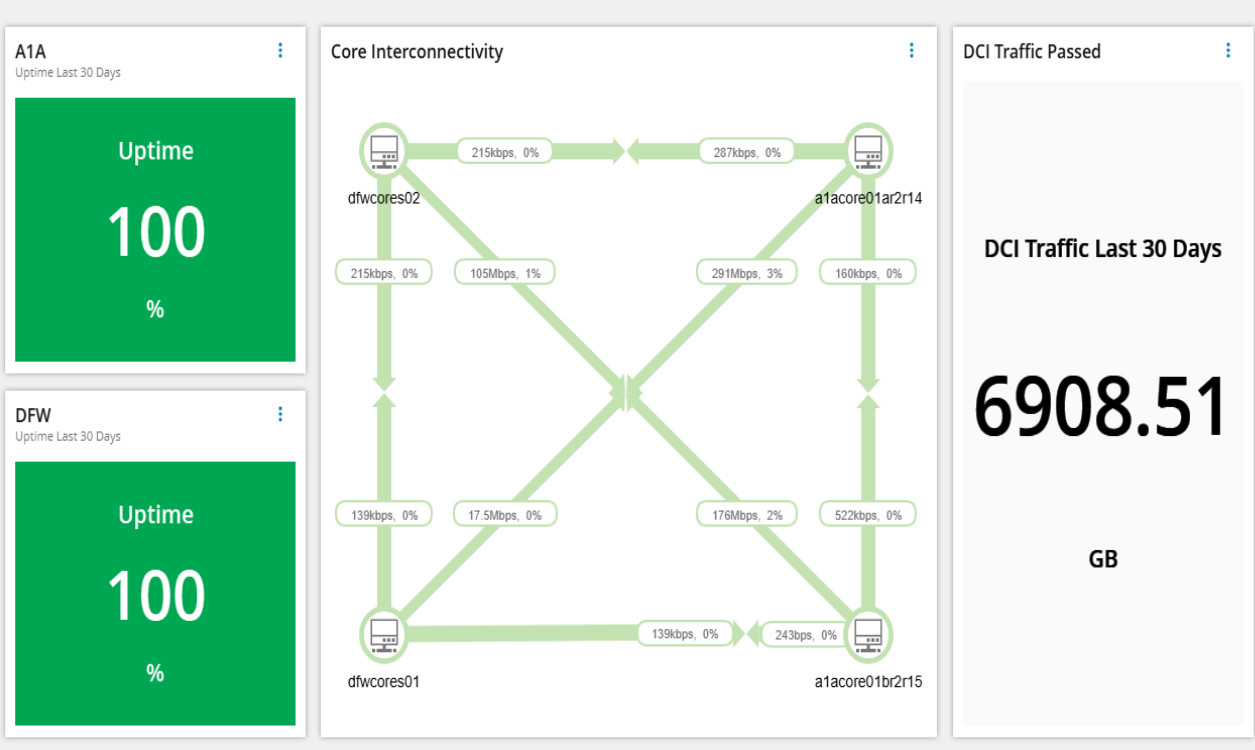 A1A
Uptime Last 30 Days
Uptime
100
%
DFW
Uptime Last 30 Days
Uptime
100
%
Core Interconnectivity
215kbps, 0%
287kbps, 0%
dfwcores02
a1acore01ar2r14
215kbps, 0%
105Mbps, 1%
291Mbps, 3%
160kbps, 0%
139kbps, 0%
17.5Mbps, 0%
176Mbps, 2%
522kbps, 0%
139kbps, 0%
243bps, 0%
dfwcores01
a1acore01br2r15
DCI Traffic Passed
DCI Traffic Last 30 Days
6908.51
GB